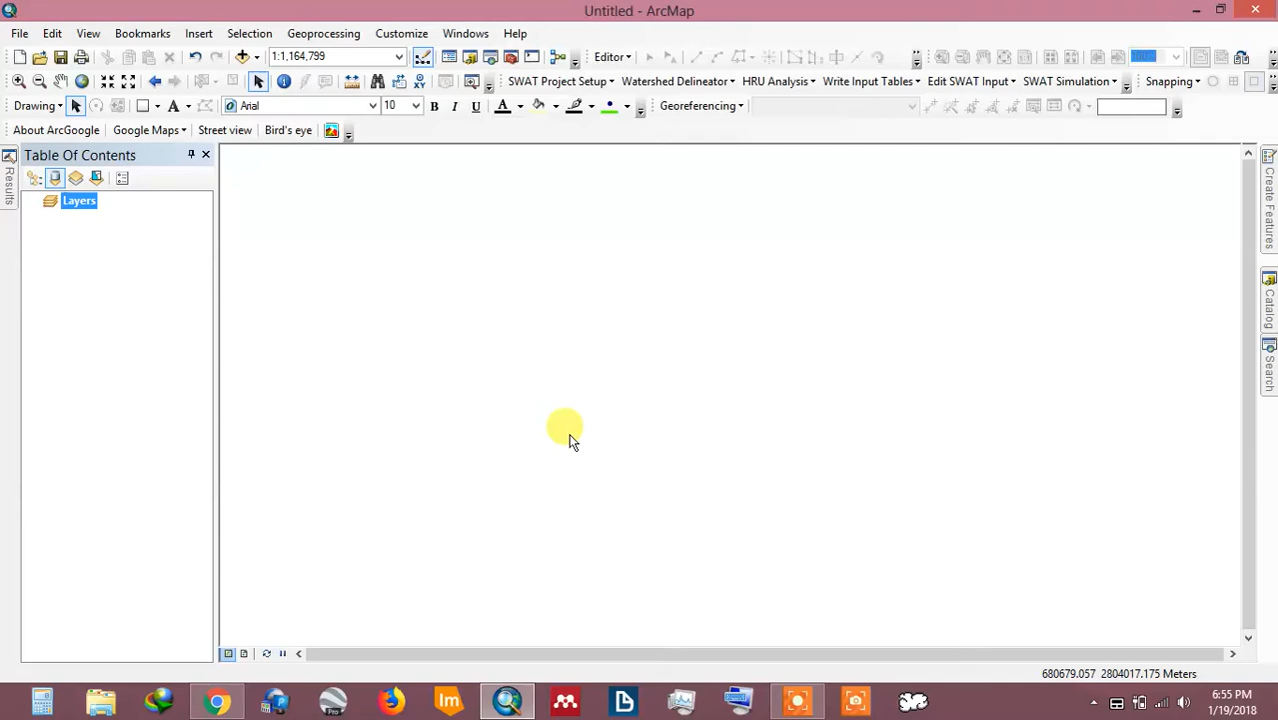 Untitled - ArcMap
File Edit View Bookmarks Insert Selection Geoprocessing Customize Windows Help
1:1,164,799 Editor
SWAT Project Setup Watershed Delineator HRU Analysis Write Input Tables Edit SWAT Input SWAT Simulation Snapping
Drawing A Arial 10 B I U A Georeferencing
About ArcGoogle Google Maps Street view Bird's eye
Table Of Contents
Layers
Results
Create Features
Catalog
Search
680679.057 2804017.175 Meters
Pro
Im
6:55 PM
1/19/2018